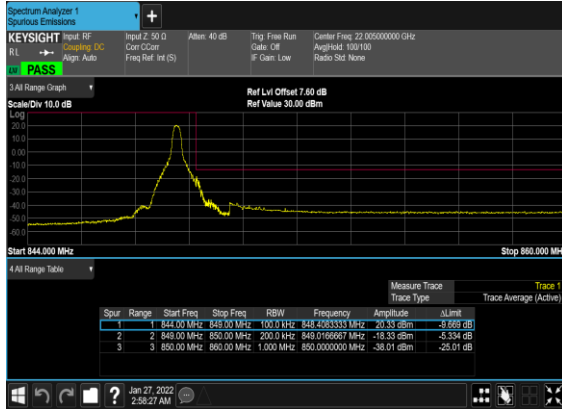 Spectrum Analyzer 1
Spurious Emissions
KEYSIGHT Input: RF Input Z: 50 Ω Atten: 40 dB Trig: Free Run Center Freq: 22.005000000 GHz
RL Coupling: DC Corr CCorr Gate: Off Avg|Hold: 100/100
Align: Auto Freq Ref: Int (S) IF Gain: Low Radio Std: None
PASS
3 All Range Graph
Ref Lvl Offset 7.60 dB
Scale/Div 10.0 dB Ref Value 30.00 dBm
Log
20.0
10.0
0.00
-10.0
-20.0
-30.0
-40.0
-50.0
-60.0
Start 844.000 MHz Stop 860.000 MH
4 All Range Table
Measure Trace Trace 1
Trace Type Trace Average (Active)
Spur Range Start Freq Stop Freq RBW Frequency Amplitude ΔLimit
1 1 844.00 MHz 849.00 MHz 100.0 kHz 848.4083333 MHz 20.33 dBm -9.669 dB
2 2 849.00 MHz 850.00 MHz 200.0 kHz 849.0166667 MHz -18.33 dBm -5.334 dB
3 3 850.00 MHz 860.00 MHz 1.000 MHz 850.0000000 MHz -38.01 dBm -25.01 dB
Jan 27, 2022
2:58:27 AM